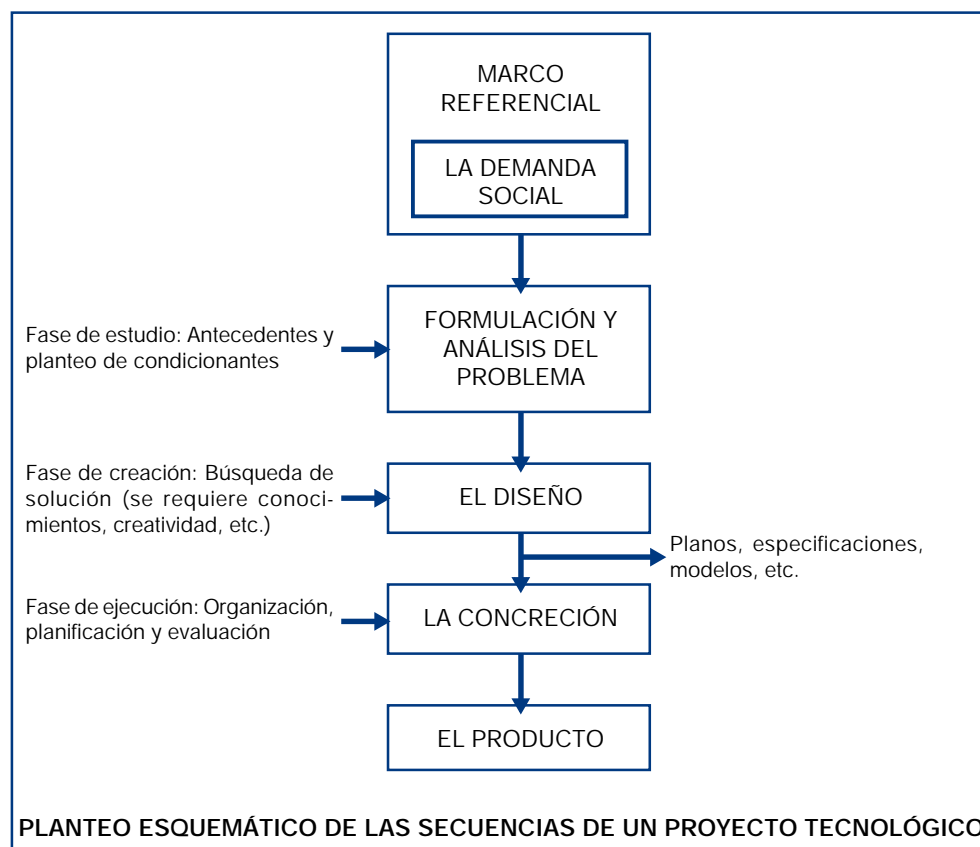 MARCO
REFERENCIAL
LA DEMANDA
SOCIAL
Fase de estudio: Antecedentes y
planteo de condicionantes
FORMULACIÓN Y
ANÁLISIS DEL
PROBLEMA
Fase de creación: Búsqueda de
solución (se requiere conoci-
mientos, creatividad, etc.)
EL DISEÑO
Planos, especificaciones,
modelos, etc.
Fase de ejecución: Organización,
planificación y evaluación
LA CONCRECIÓN
EL PRODUCTO
PLANTEO ESQUEMÁTICO DE LAS SECUENCIAS DE UN PROYECTO TECNOLÓGICO